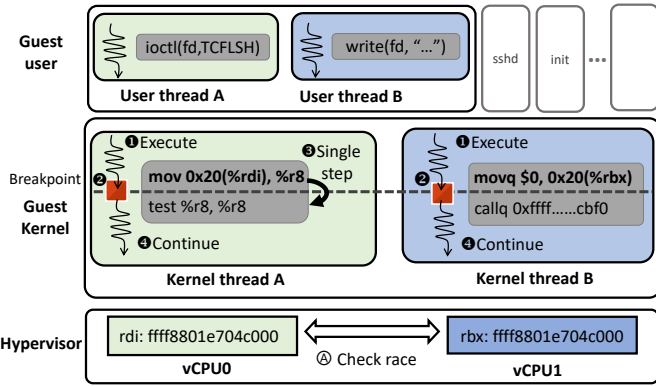 Guest
user
ioctl(fd,TCFLSH)
User thread A
write(fd, “…”)
User thread B
sshd
init
•••
Breakpoint
Guest
Kernel
❶Execute
❷
mov 0x20(%rdi), %r8
test %r8, %r8
❸Single
step
❹Continue
Kernel thread A
❶Execute
❷
movq $0, 0x20(%rbx)
callq 0xffff......cbf0
❹Continue
Kernel thread B
Hypervisor
rdi: ffff8801e704c000
vCPU0
Ⓐ Check race
rbx: ffff8801e704c000
vCPU1